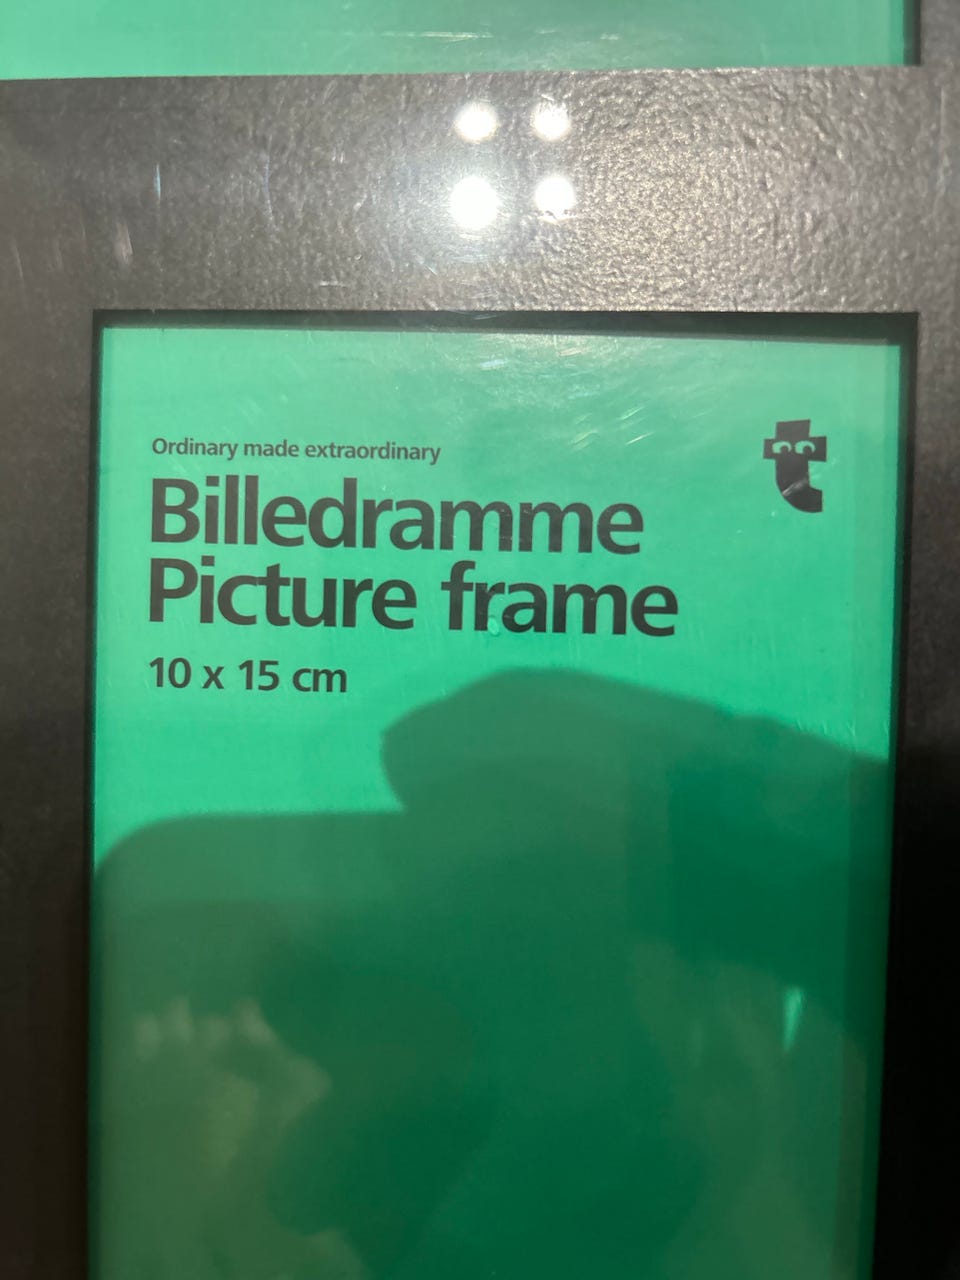 Ordinary made extraordinary
Billedramme
Picture frame
10 x 15 cm